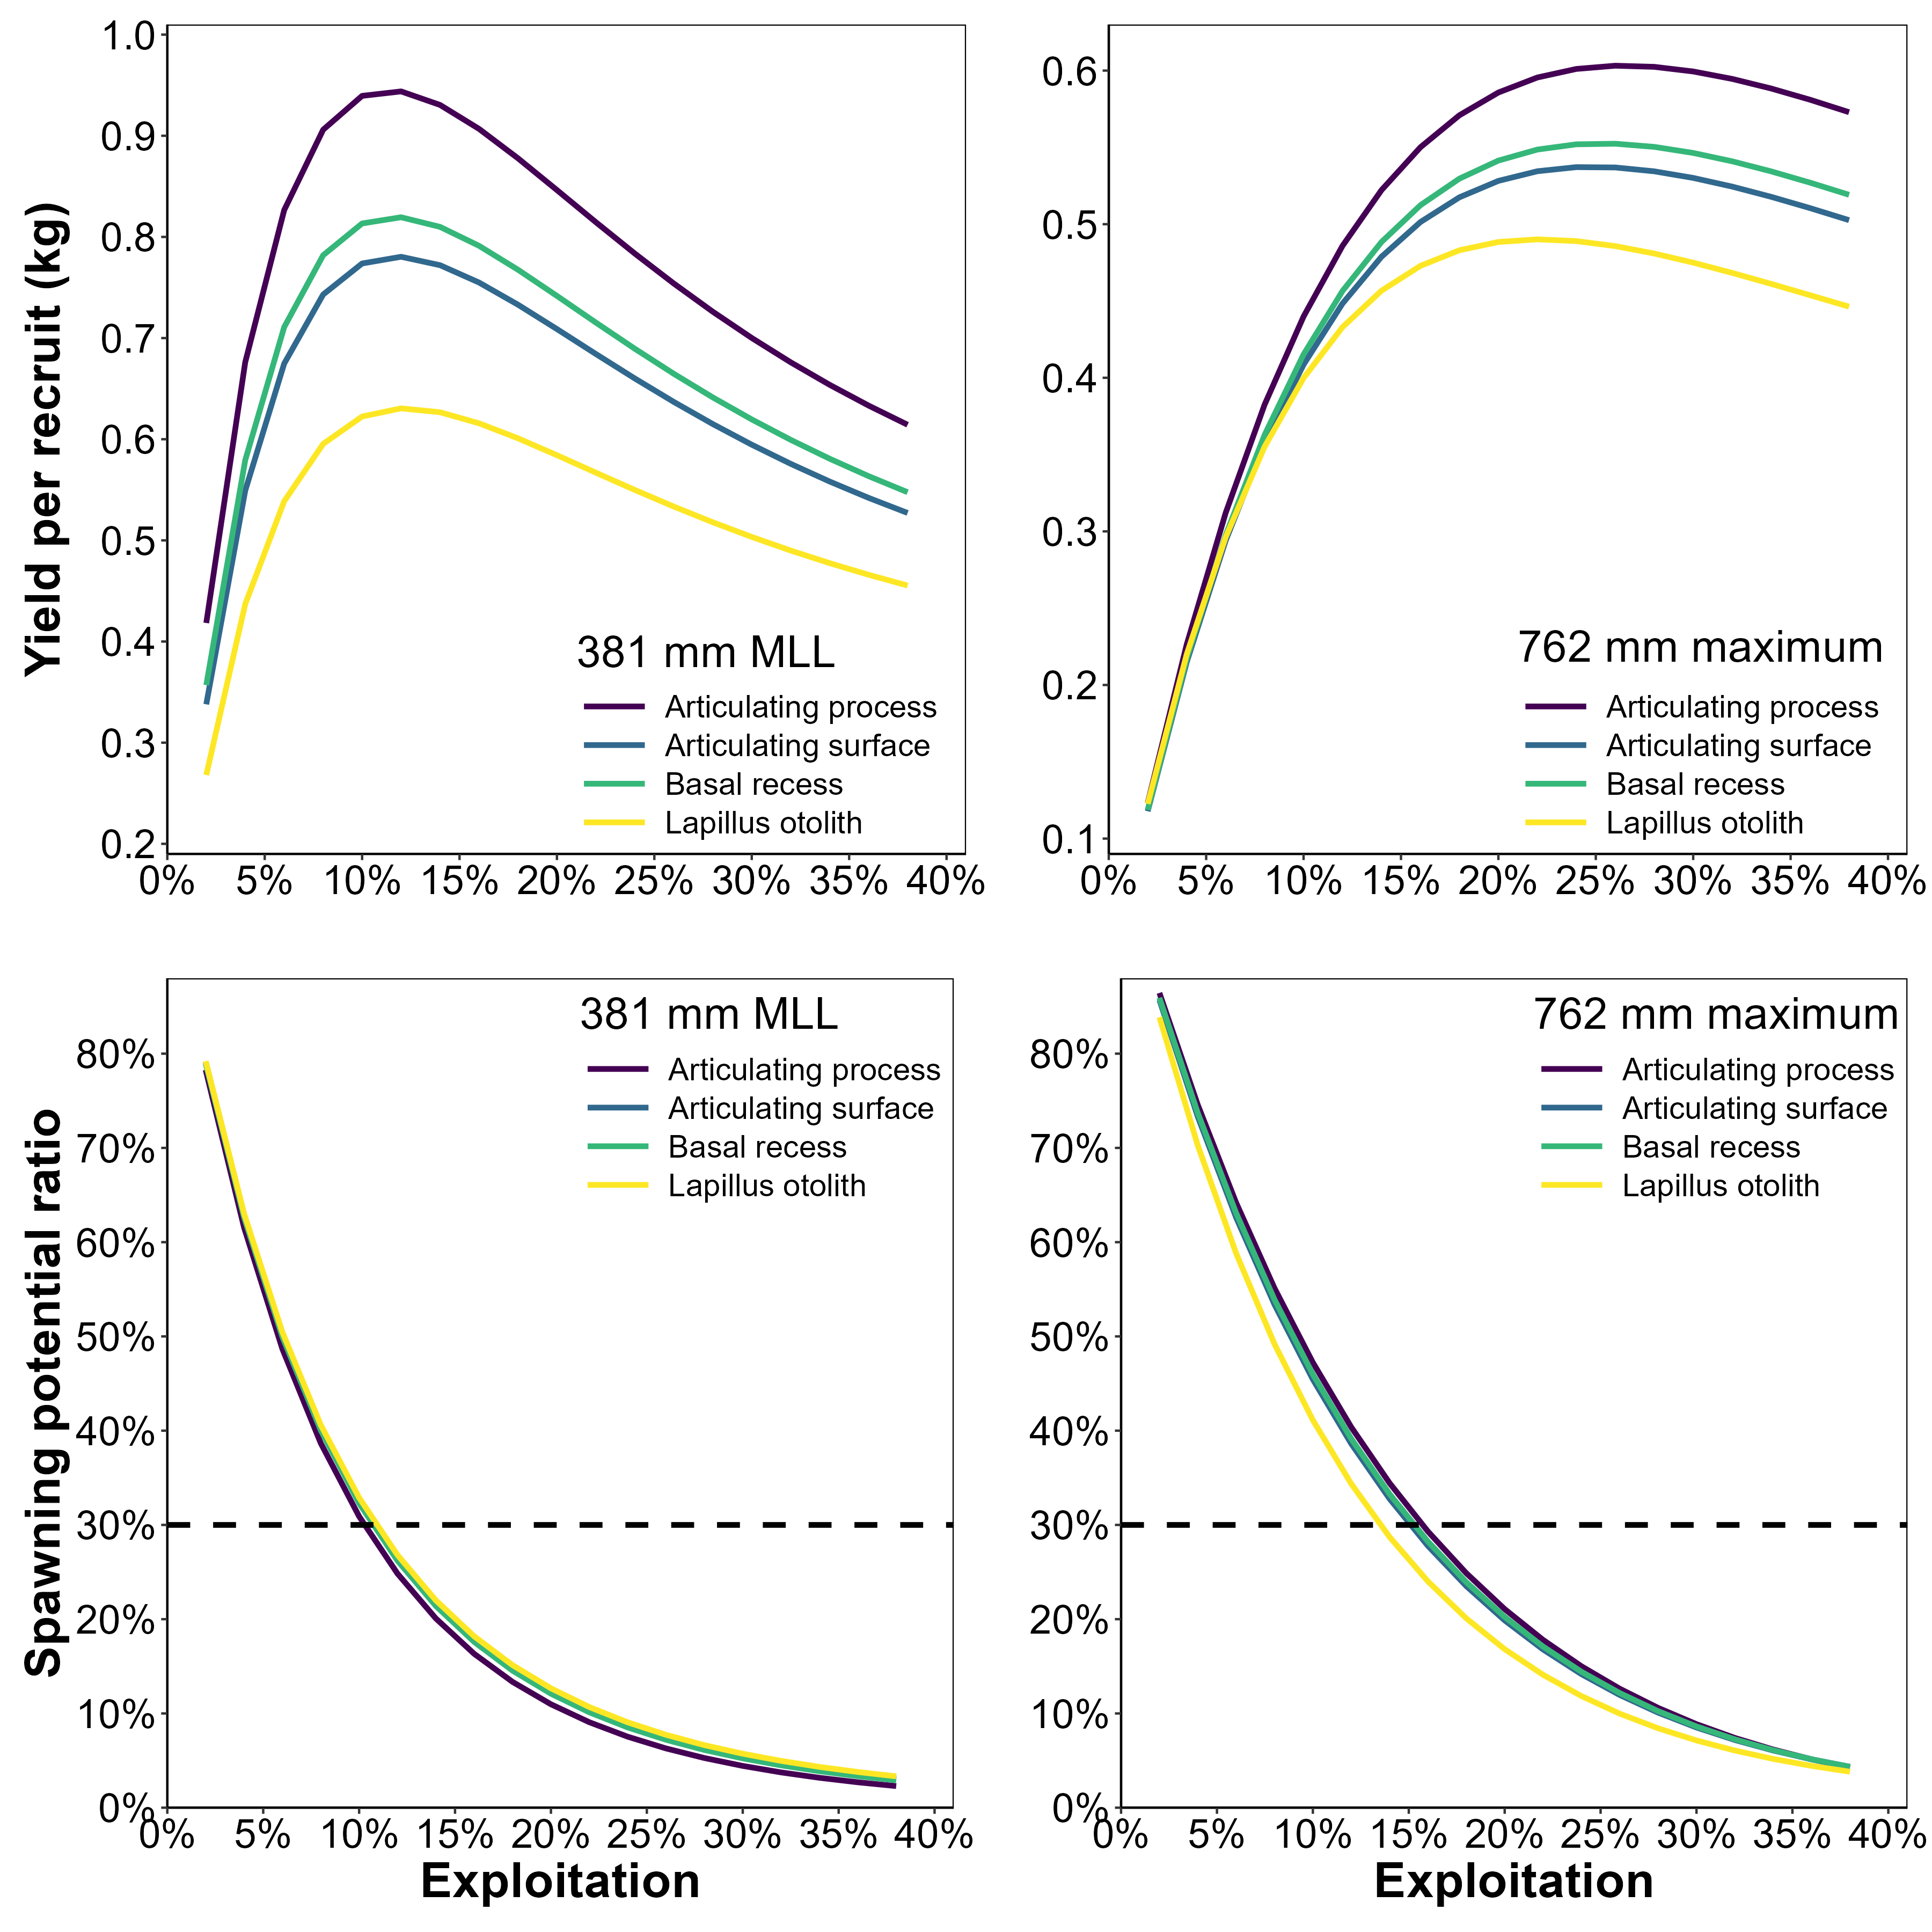 Yield per recruit (kg)
1.0
0.9
0.8
0.7
0.6
0.5
0.4
0.3
0.2
381 mm MLL
Articulating process
Articulating surface
Basal recess
Lapillus otolith
0% 5% 10% 15% 20% 25% 30% 35% 40%
0.6
0.5
0.4
0.3
0.2
0.1
762 mm maximum
Articulating process
Articulating surface
Basal recess
Lapillus otolith
0% 5% 10% 15% 20% 25% 30% 35% 40%
Spawning potential ratio
80%
70%
60%
50%
40%
30%
20%
10%
0%
381 mm MLL
Articulating process
Articulating surface
Basal recess
Lapillus otolith
0% 5% 10% 15% 20% 25% 30% 35% 40%
Exploitation
80%
70%
60%
50%
40%
30%
20%
10%
0%
762 mm maximum
Articulating process
Articulating surface
Basal recess
Lapillus otolith
0% 5% 10% 15% 20% 25% 30% 35% 40%
Exploitation